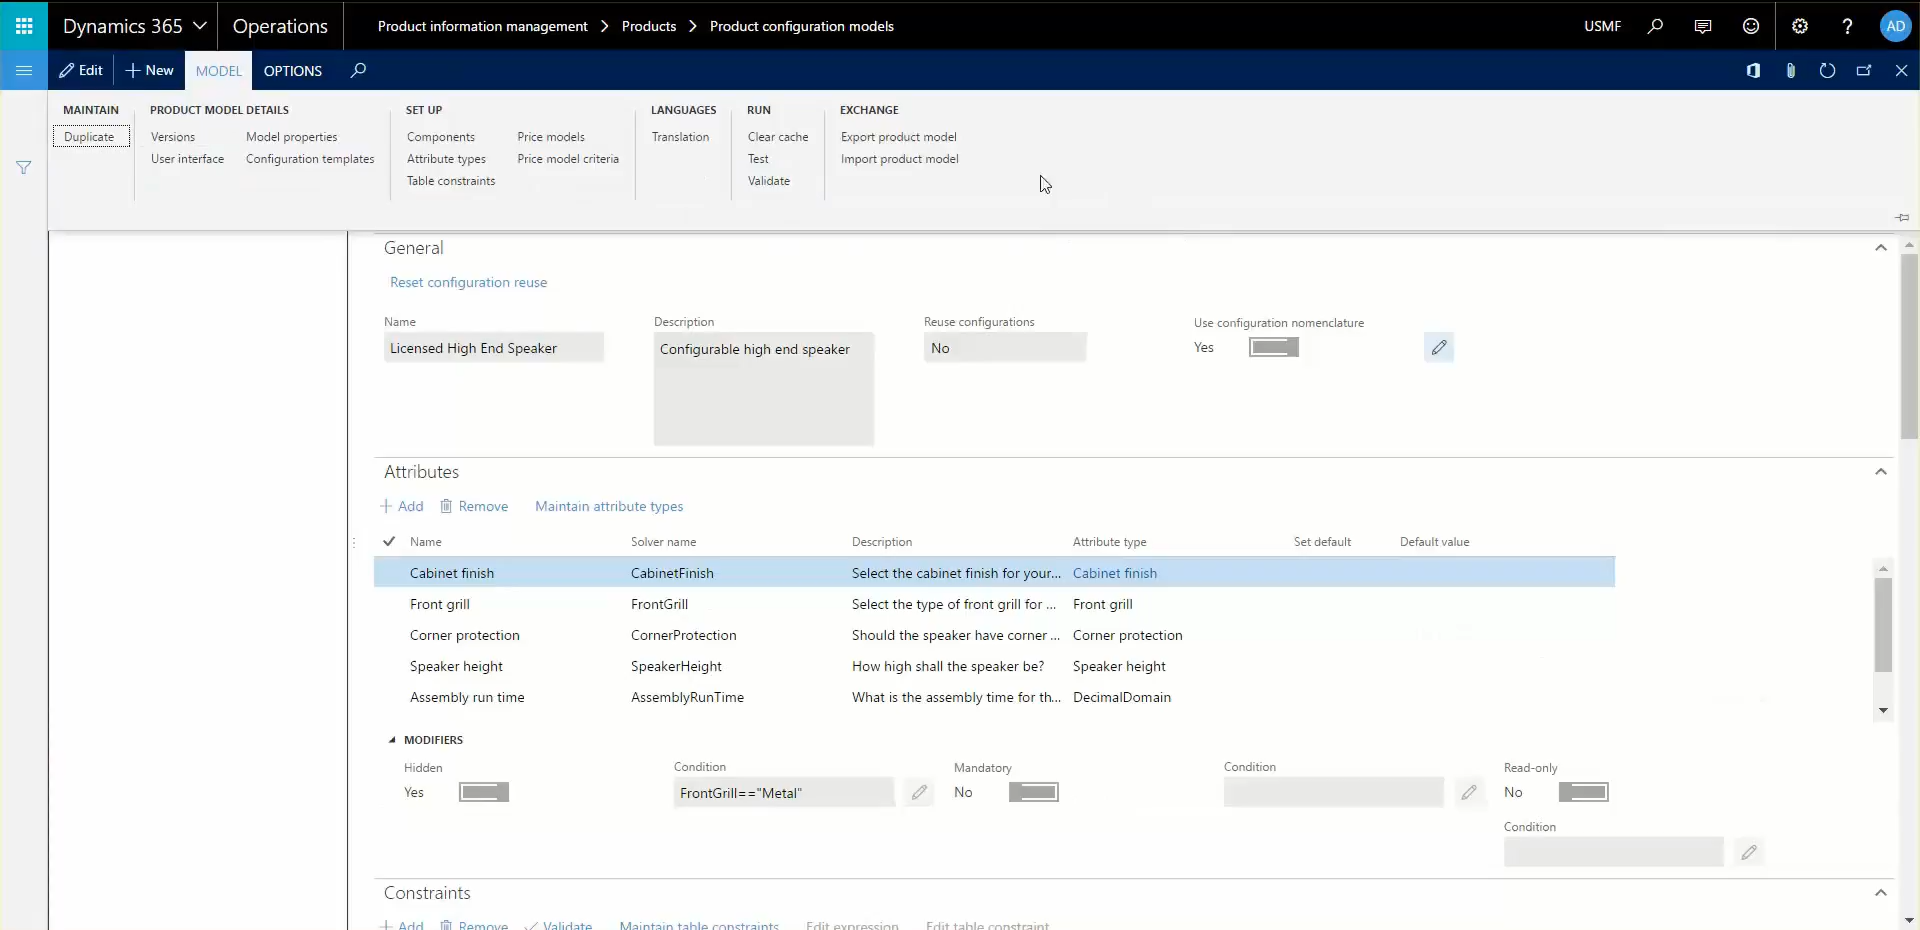 Dynamics 365
Operations
Product information management > Products > Product configuration models
USMF
?
AD
Edit
+ New
MODEL
OPTIONS
MAINTAIN
Duplicate
PRODUCT MODEL DETAILS
Versions
Model properties
User interface
Configuration templates
SET UP
Components
Price models
Attribute types
Price model criteria
Table constraints
LANGUAGES
Translation
RUN
Clear cache
Test
Validate
EXCHANGE
Export product model
Import product model
General
Reset configuration reuse
Name
Licensed High End Speaker
Description
Configurable high end speaker
Reuse configurations
No
Use configuration nomenclature
Yes
Attributes
+ Add Remove Maintain attribute types
Name Solver name Description Attribute type Set default Default value
Cabinet finish CabinetFinish Select the cabinet finish for your... Cabinet finish
Front grill FrontGrill Select the type of front grill for ... Front grill
Corner protection CornerProtection Should the speaker have corner ... Corner protection
Speaker height SpeakerHeight How high shall the speaker be? Speaker height
Assembly run time AssemblyRunTime What is the assembly time for th... DecimalDomain
MODIFIERS
Hidden
Yes
Condition
FrontGrill=="Metal"
Mandatory
No
Condition
Read-only
No
Condition
Constraints
+ Add Remove Validate Maintain table constraints Edit expression Edit table constraint